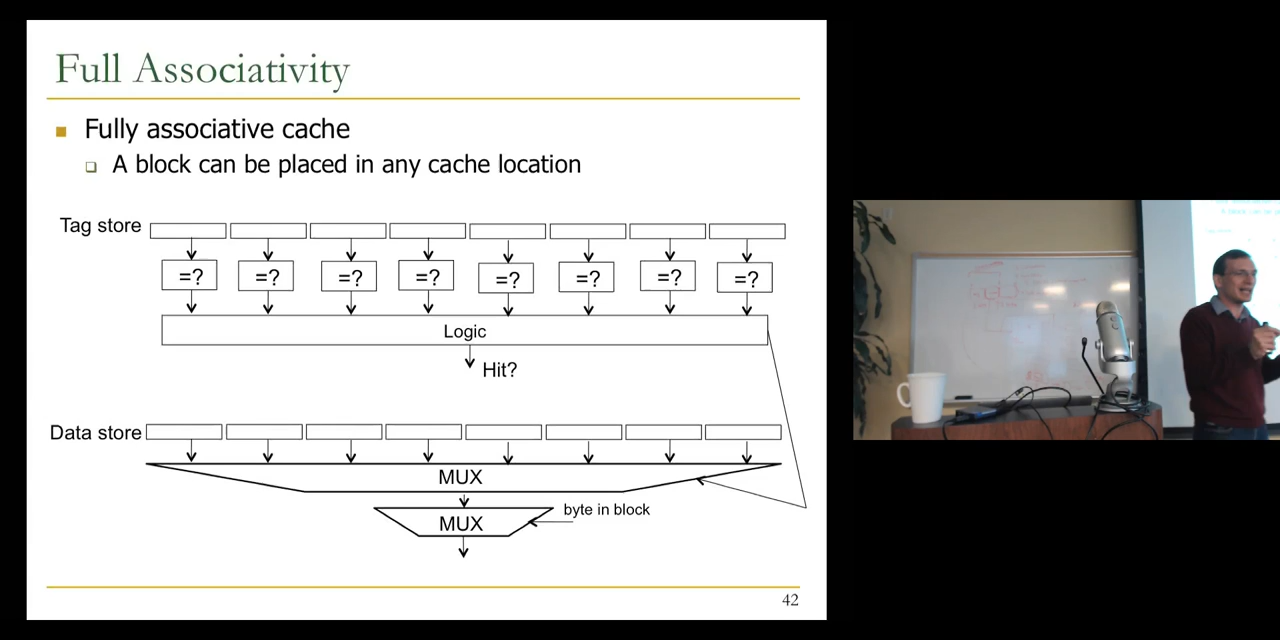 Full Associativity
Fully associative cache
A block can be placed in any cache location
Tag store
=? =? =? =? =? =? =? =?
Logic
Hit?
Data store
MUX
byte in block
MUX
42